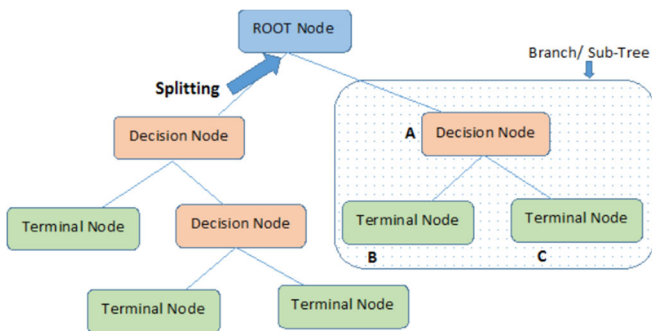 ROOT Node
Branch/ Sub-Tree
Splitting
Decision Node
A
Decision Node
Terminal Node
Decision Node
Terminal Node
Terminal Node
B
C
Terminal Node
Terminal Node